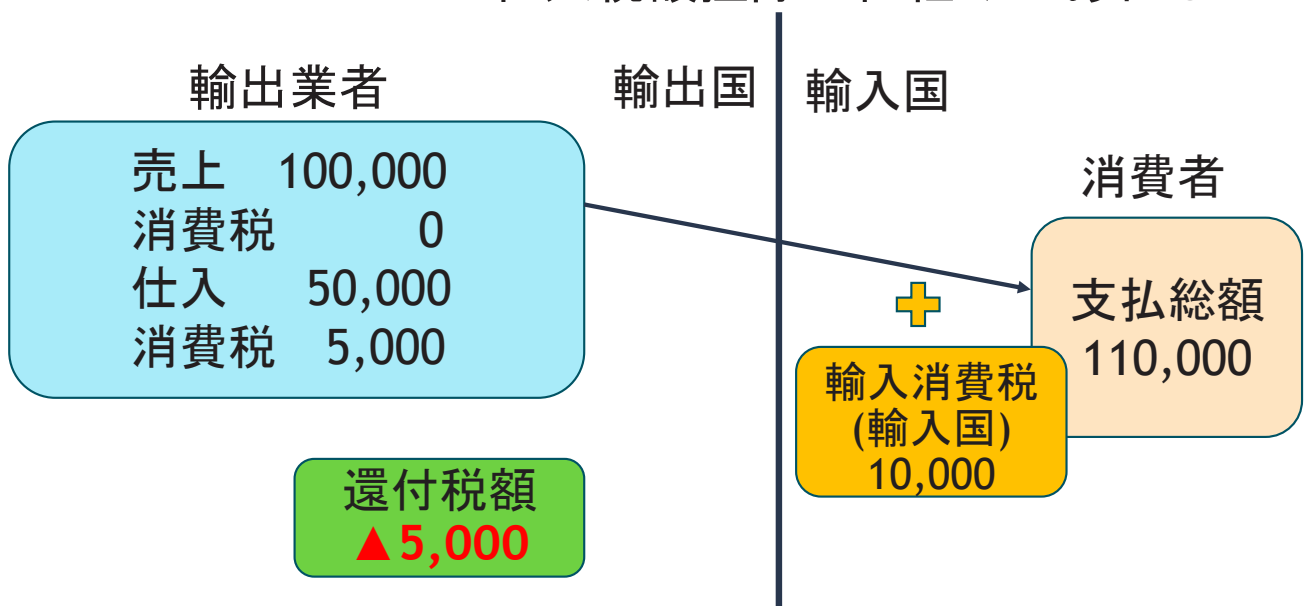 輸出業者
輸出国
輸入国
売上 100,000
消費税 0
仕入 50,000
消費税 5,000
消費者
支払総額
110,000
輸入消費税
(輸入国)
10,000
還付税額
▲5,000